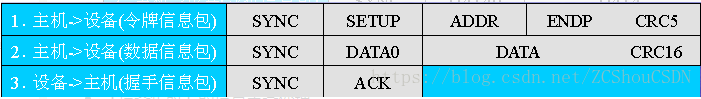 1. 主机->设备(令牌信息包) SYNC SETUP ADDR ENDP CRC5
2. 主机->设备(数据信息包) SYNC DATA0 DATA CRC16
3. 设备->主机(握手信息包) SYNC ACK
https://blog.csdn.net/ZCShouCSDN